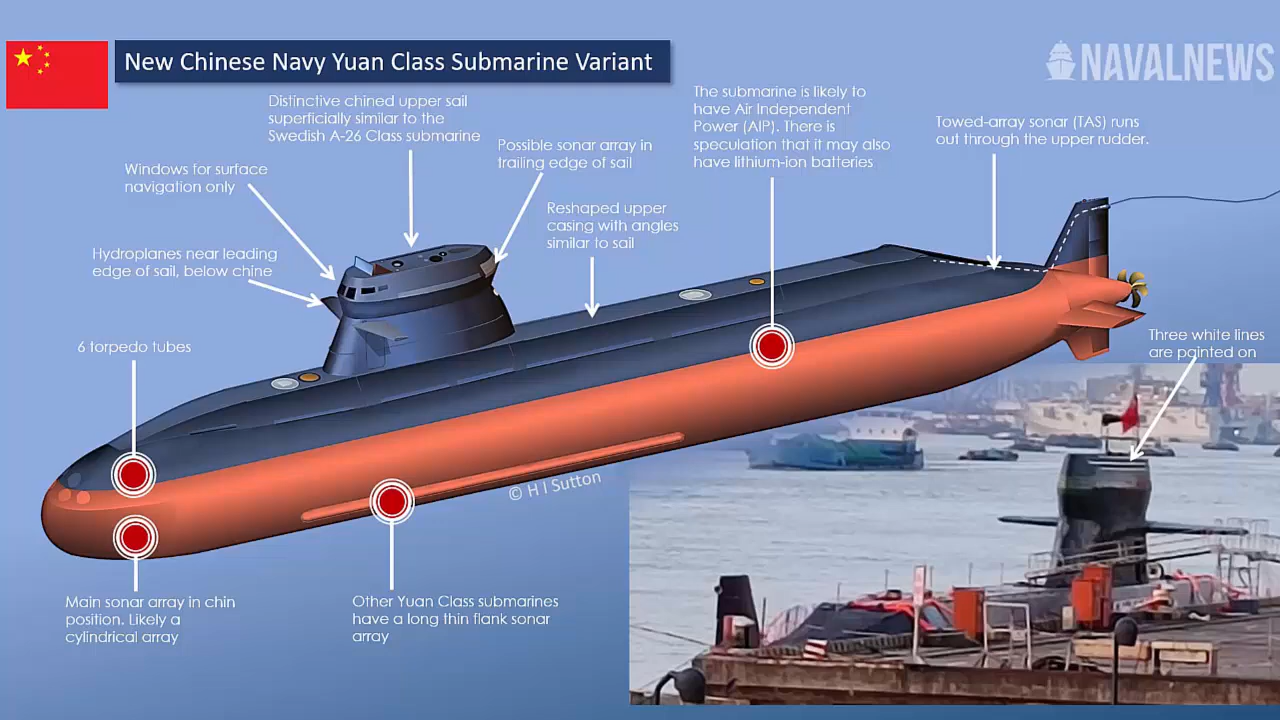 New Chinese Navy Yuan Class Submarine Variant
NAVALNEWS
Distinctive chined upper sail
superficially similar to the
Swedish A-26 Class submarine
Windows for surface
navigation only
Hydroplanes near leading
edge of sail, below chine
6 torpedo tubes
Possible sonar array in
trailing edge of sail
Reshaped upper
casing with angles
similar to sail
The submarine is likely to
have Air Independent
Power (AIP). There is
speculation that it may also
have lithium-ion batteries
Towed-array sonar (TAS) runs
out through the upper rudder.
Three white lines
are painted on
© H I Sutton
Main sonar array in chin
position. Likely a
cylindrical array
Other Yuan Class submarines
have a long thin flank sonar
array